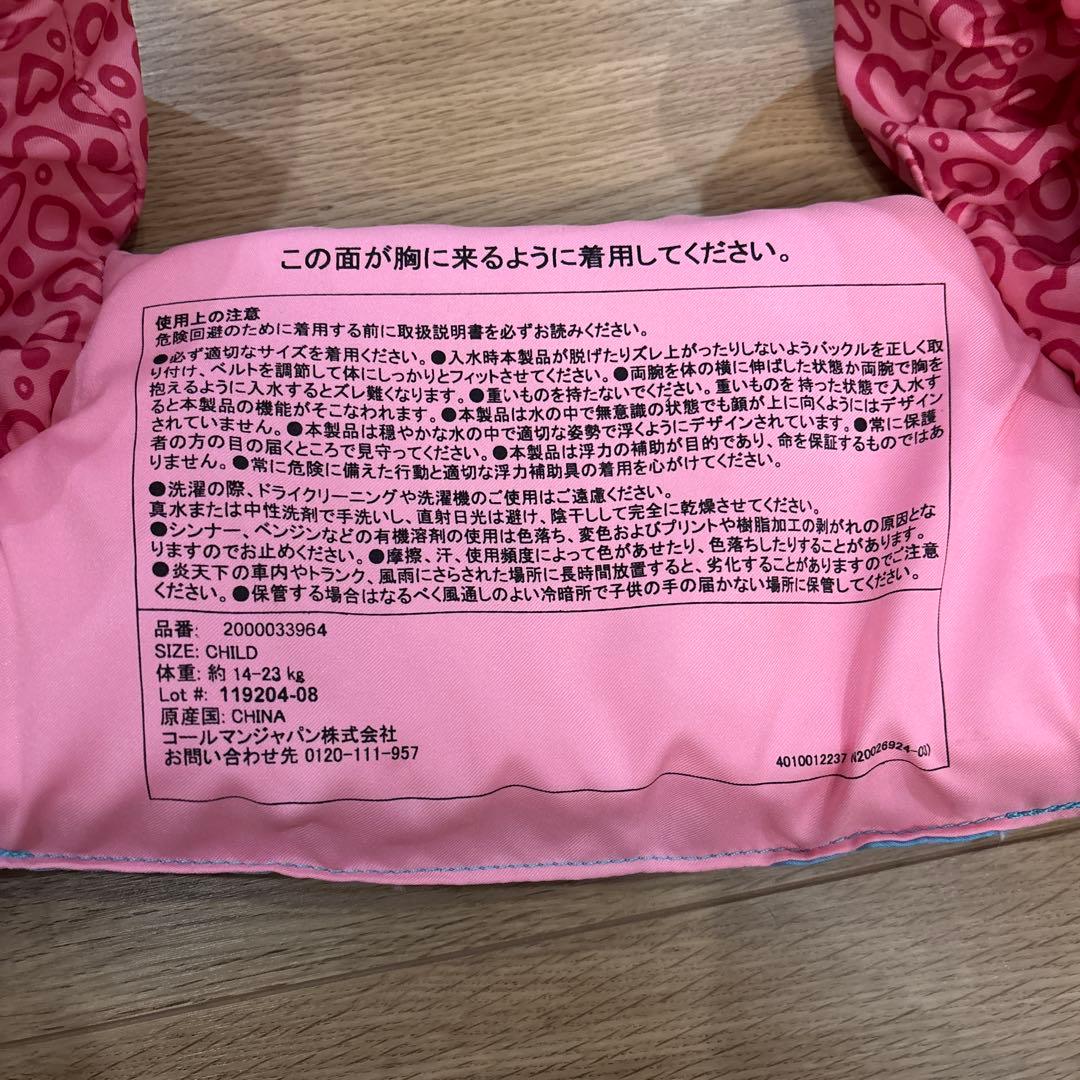 この面が胸に来るように着用してください。
使用上の注意
危険回避のために着用する前に取扱説明書を必ずお読みください。
●必ず適切なサイズを着用ください。●入水時本製品が脱げたりズレ上がったりしないようバックルを正しく取
り付け、ベルトを調節して体にしっかりとフィットさせてください。●両腕を体の横に伸ばした状態か両腕で胸を
抱えるように入水するとズレ難くなります。●重いものを持たないでください。重いものを 持った状態で入水す
ると本製品の機能がそこなわれます。●本製品は水の中で無意識の状態でも顔が上に向くようにはデザイン
されていません。●本製品は穏やかな水の中で適切な姿勢で浮くようにデザインされています。●常に保護
者の方の目の届くところで見守ってください。●本製品は浮力の補助が目的であり、命を保証するものではあ
りません。●常に危険に備えた行動と適切な浮力補助具の着用を心がけてください。
●洗濯の際、ドライクリーニングや洗濯機のご使用はご遠慮ください。
真水または中性洗剤で手洗いし、直射日光は避け、陰干しして完全に乾燥させてください。
●シンナー、ベンジンなどの有機溶剤の使用は色落ち、変色およびプリントや樹脂加工の剥がれの原因とな
りますのでお止めください。●摩擦、汗、使用頻度によって色があせたり、色落ちしたりすることがあります。
●炎天下の車内やトランク、風雨にさらされた場所に長時間放置すると、劣化することがありますのでご注意
ください。●保管する場合はなるべく風通しのよい冷暗所で子供の手の届かない場所に保管してください。
品番: 2000033964
SIZE: CHILD
体重: 約 14-23 kg
Lot #: 119204-08
原産国: CHINA
コールマンジャパン株式会社
お問い合わせ先 0120-111-957
4010012237 (N20026924-03)